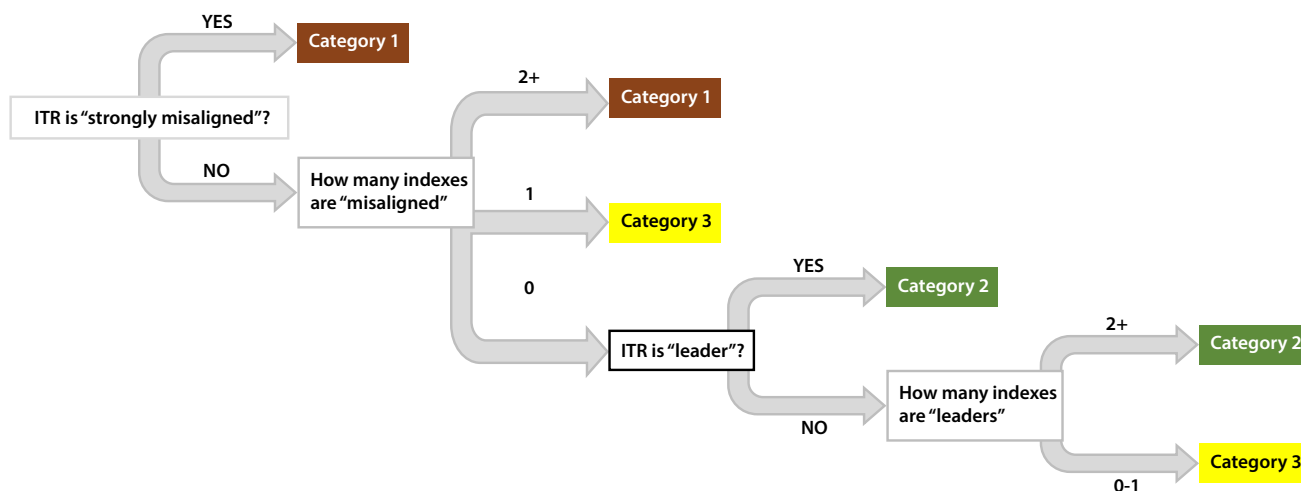 YES
Category 1
ITR is “strongly misaligned”?
NO
2+
Category 1
How many indexes
are “misaligned”
1
Category 3
0
YES
Category 2
ITR is “leader”?
NO
2+
Category 2
How many indexes
are “leaders”
Category 3
0-1